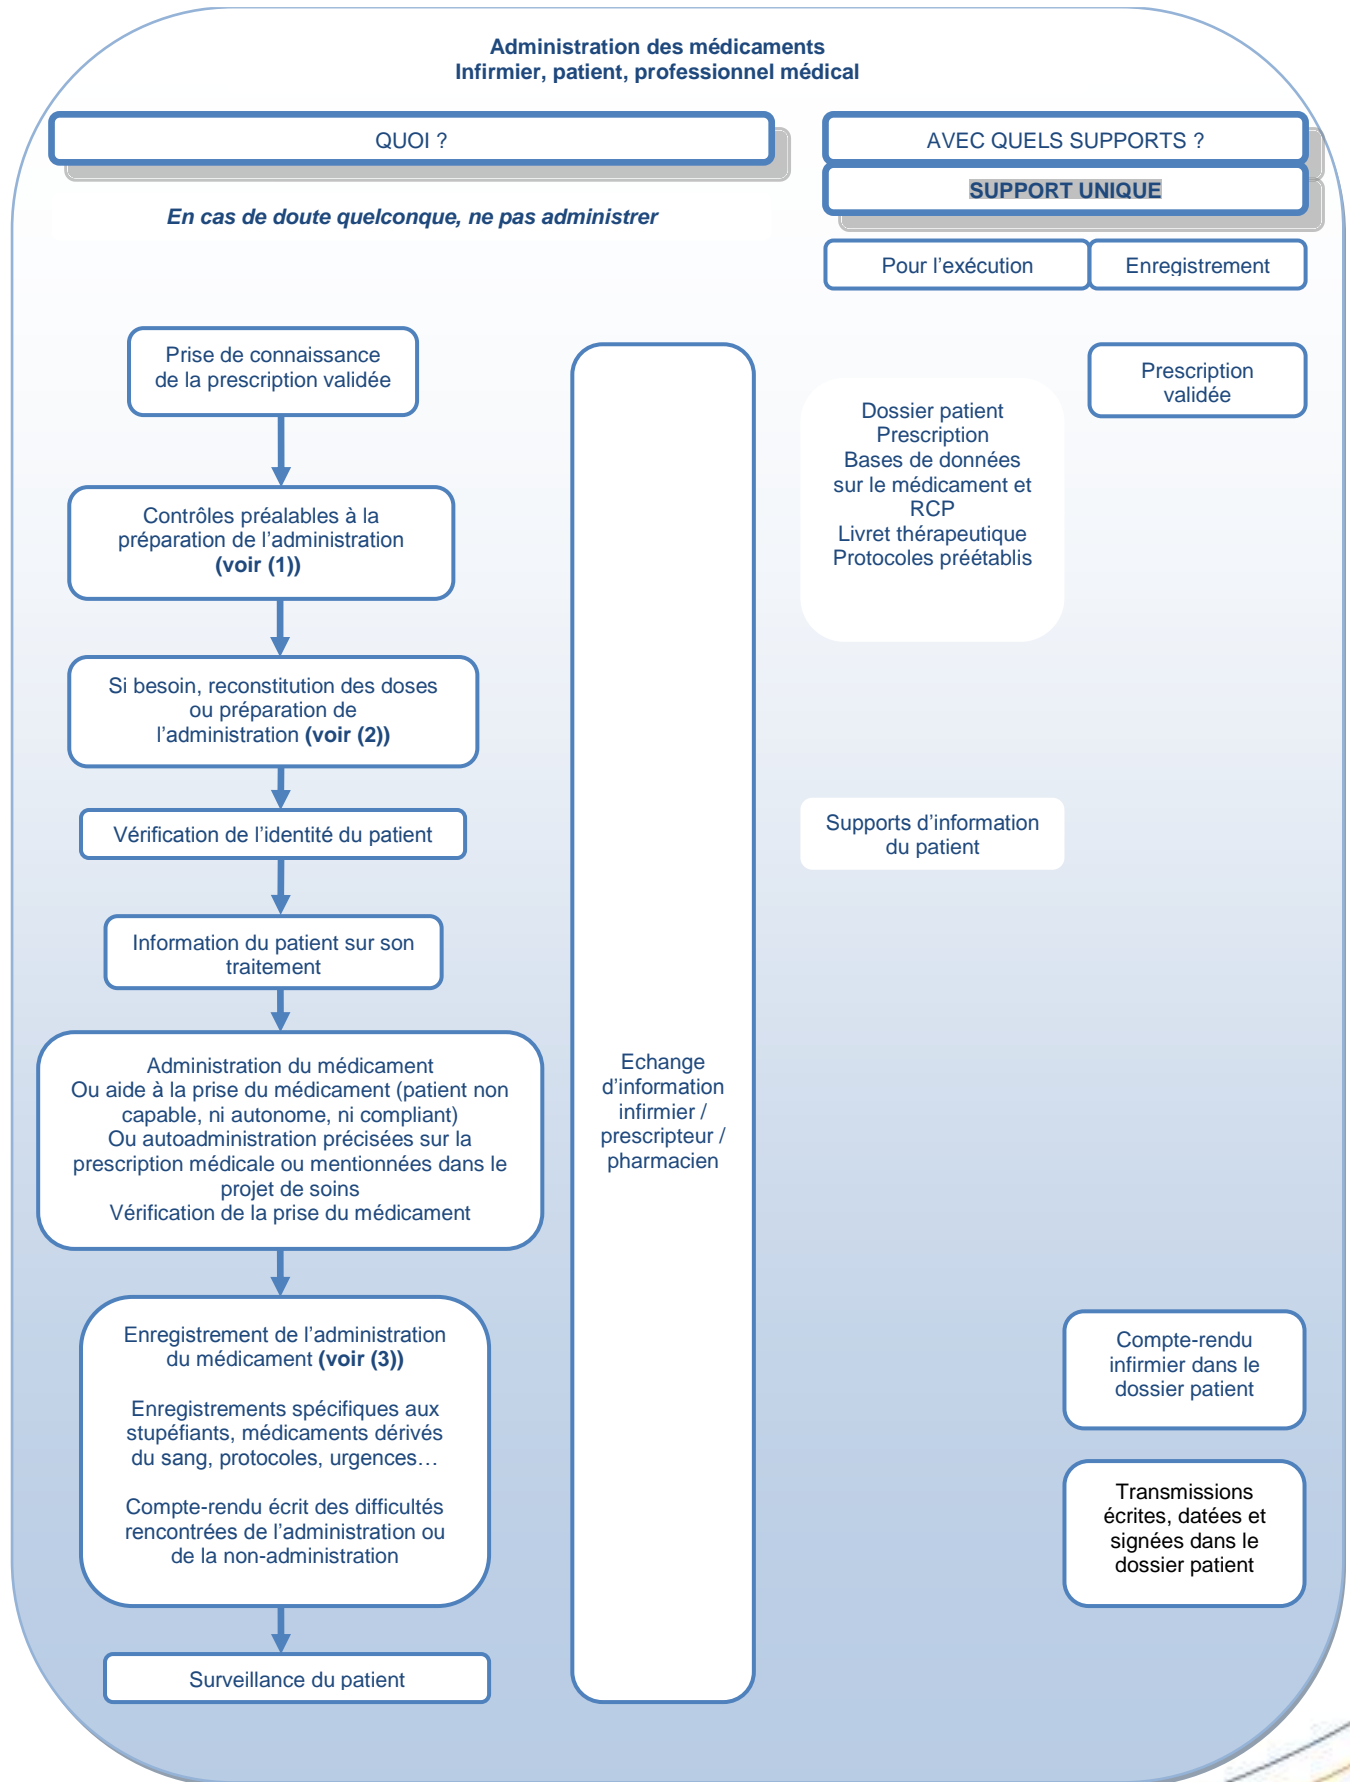 Administration des médicaments
Infirmier, patient, professionnel médical
QUOI ?
AVEC QUELS SUPPORTS ?
SUPPORT UNIQUE
En cas de doute quelconque, ne pas administrer
Pour l'exécution
Enregistrement
Prise de connaissance
de la prescription validée
Contrôles préalables à la
préparation de l'administration
(voir (1))
Si besoin, reconstitution des doses
ou préparation de
l'administration (voir (2))
Vérification de l'identité du patient
Information du patient sur son
traitement
Administration du médicament
Ou aide à la prise du médicament (patient non
capable, ni autonome, ni compliant)
Ou autoadministration précisées sur la
prescription médicale ou mentionnées dans le
projet de soins
Vérification de la prise du médicament
Enregistrement de l'administration
du médicament (voir (3))
Enregistrements spécifiques aux
stupéfiants, médicaments dérivés
du sang, protocoles, urgences…
Compte-rendu écrit des difficultés
rencontrées de l'administration ou
de la non-administration
Surveillance du patient
Echange
d'information
infirmier /
prescripteur /
pharmacien
Dossier patient
Prescription
Bases de données
sur le médicament et
RCP
Livret thérapeutique
Protocoles préétablis
Supports d'information
du patient
Prescription
validée
Compte-rendu
infirmier dans le
dossier patient
Transmissions
écrites, datées et
signées dans le
dossier patient